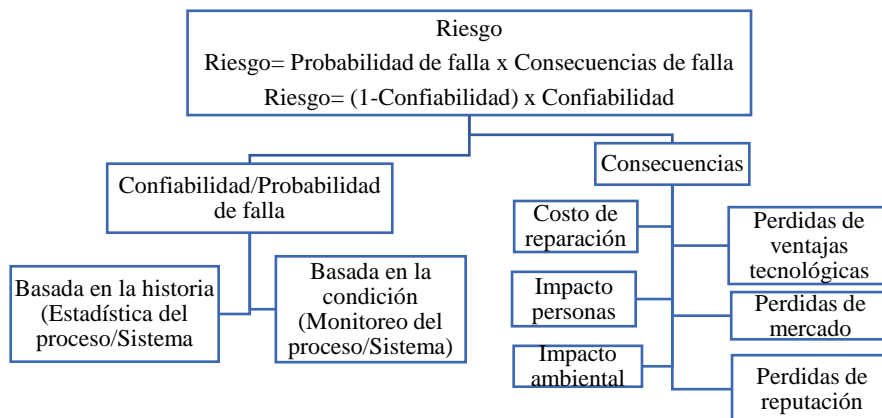 Riesgo
Riesgo= Probabilidad de falla x Consecuencias de falla
Riesgo= (1-Confiabilidad) x Confiabilidad
Confiabilidad/Probabilidad
de falla
Basada en la historia
(Estadística del
proceso/Sistema
Basada en la
condición
(Monitoreo del
proceso/Sistema)
Consecuencias
Costo de
reparación
Perdidas de
ventajas
tecnológicas
Impacto
personas
Perdidas de
mercado
Impacto
ambiental
Perdidas de
reputación